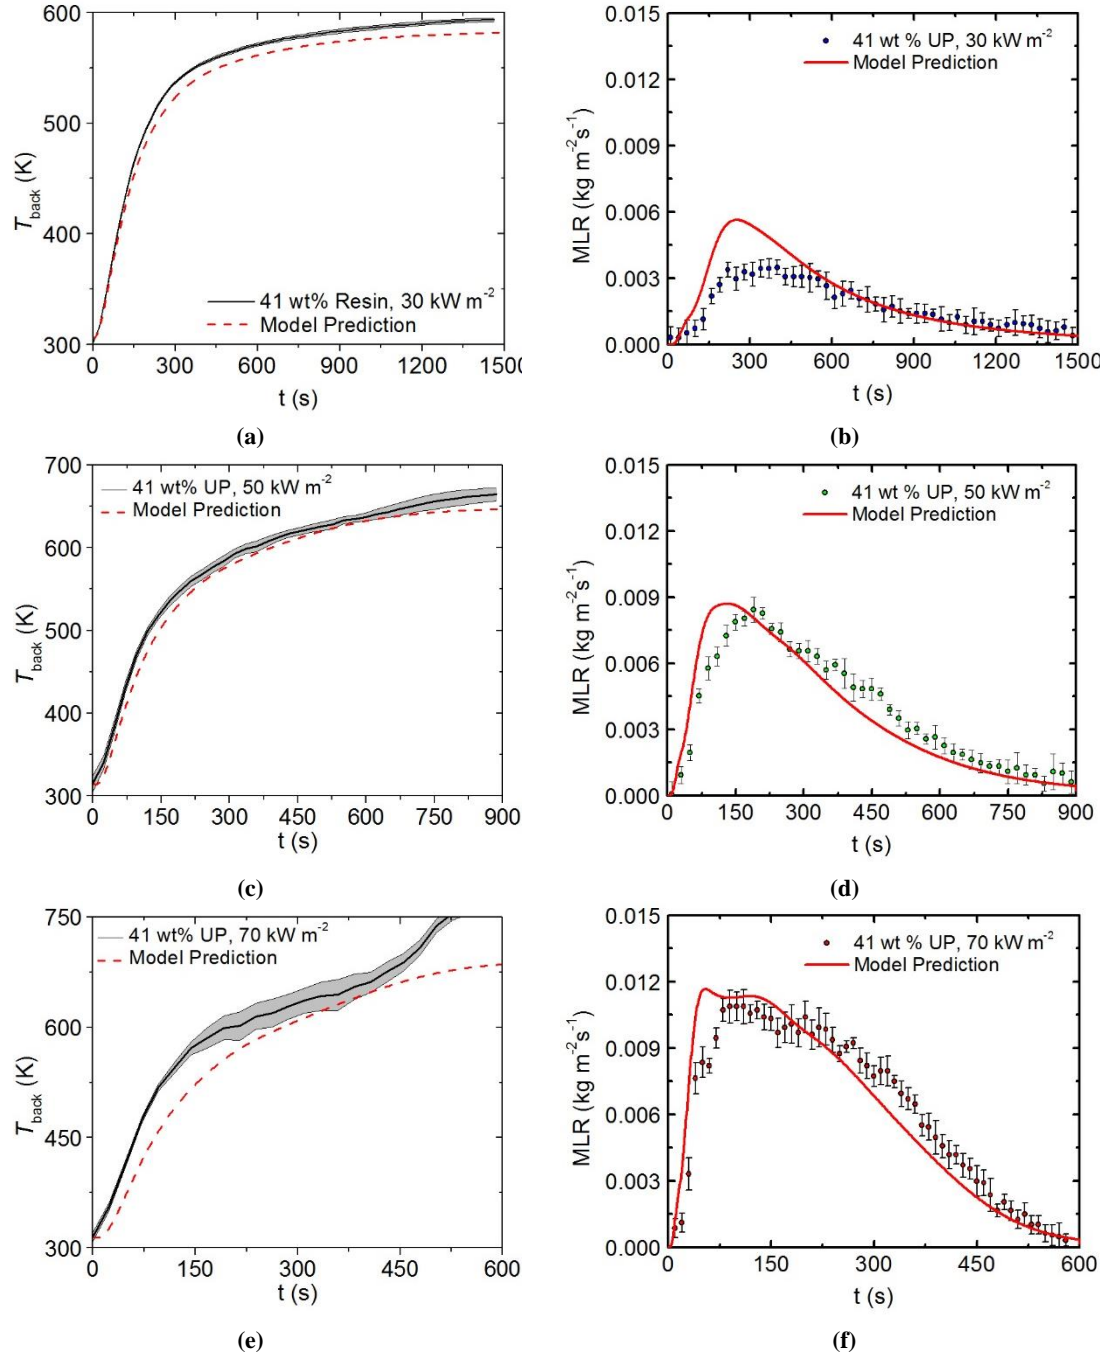 600
500
400
300
T_back (K)
41 wt% Resin, 30 kW m⁻²
Model Prediction
0 300 600 900 1200 1500
t (s)
(a)
0.015
0.012
0.009
0.006
0.003
0.000
MLR (kg m⁻²s⁻¹)
41 wt % UP, 30 kW m⁻²
Model Prediction
0 300 600 900 1200 1500
t (s)
(b)
700
600
500
400
300
T_back (K)
41 wt% UP, 50 kW m⁻²
Model Prediction
0 150 300 450 600 750 900
t (s)
(c)
0.015
0.012
0.009
0.006
0.003
0.000
MLR (kg m⁻²s⁻¹)
41 wt % UP, 50 kW m⁻²
Model Prediction
0 150 300 450 600 750 900
t (s)
(d)
750
600
450
300
T_back (K)
41 wt% UP, 70 kW m⁻²
Model Prediction
0 150 300 450 600
t (s)
(e)
0.015
0.012
0.009
0.006
0.003
0.000
MLR (kg m⁻²s⁻¹)
41 wt % UP, 70 kW m⁻²
Model Prediction
0 150 300 450 600
t (s)
(f)